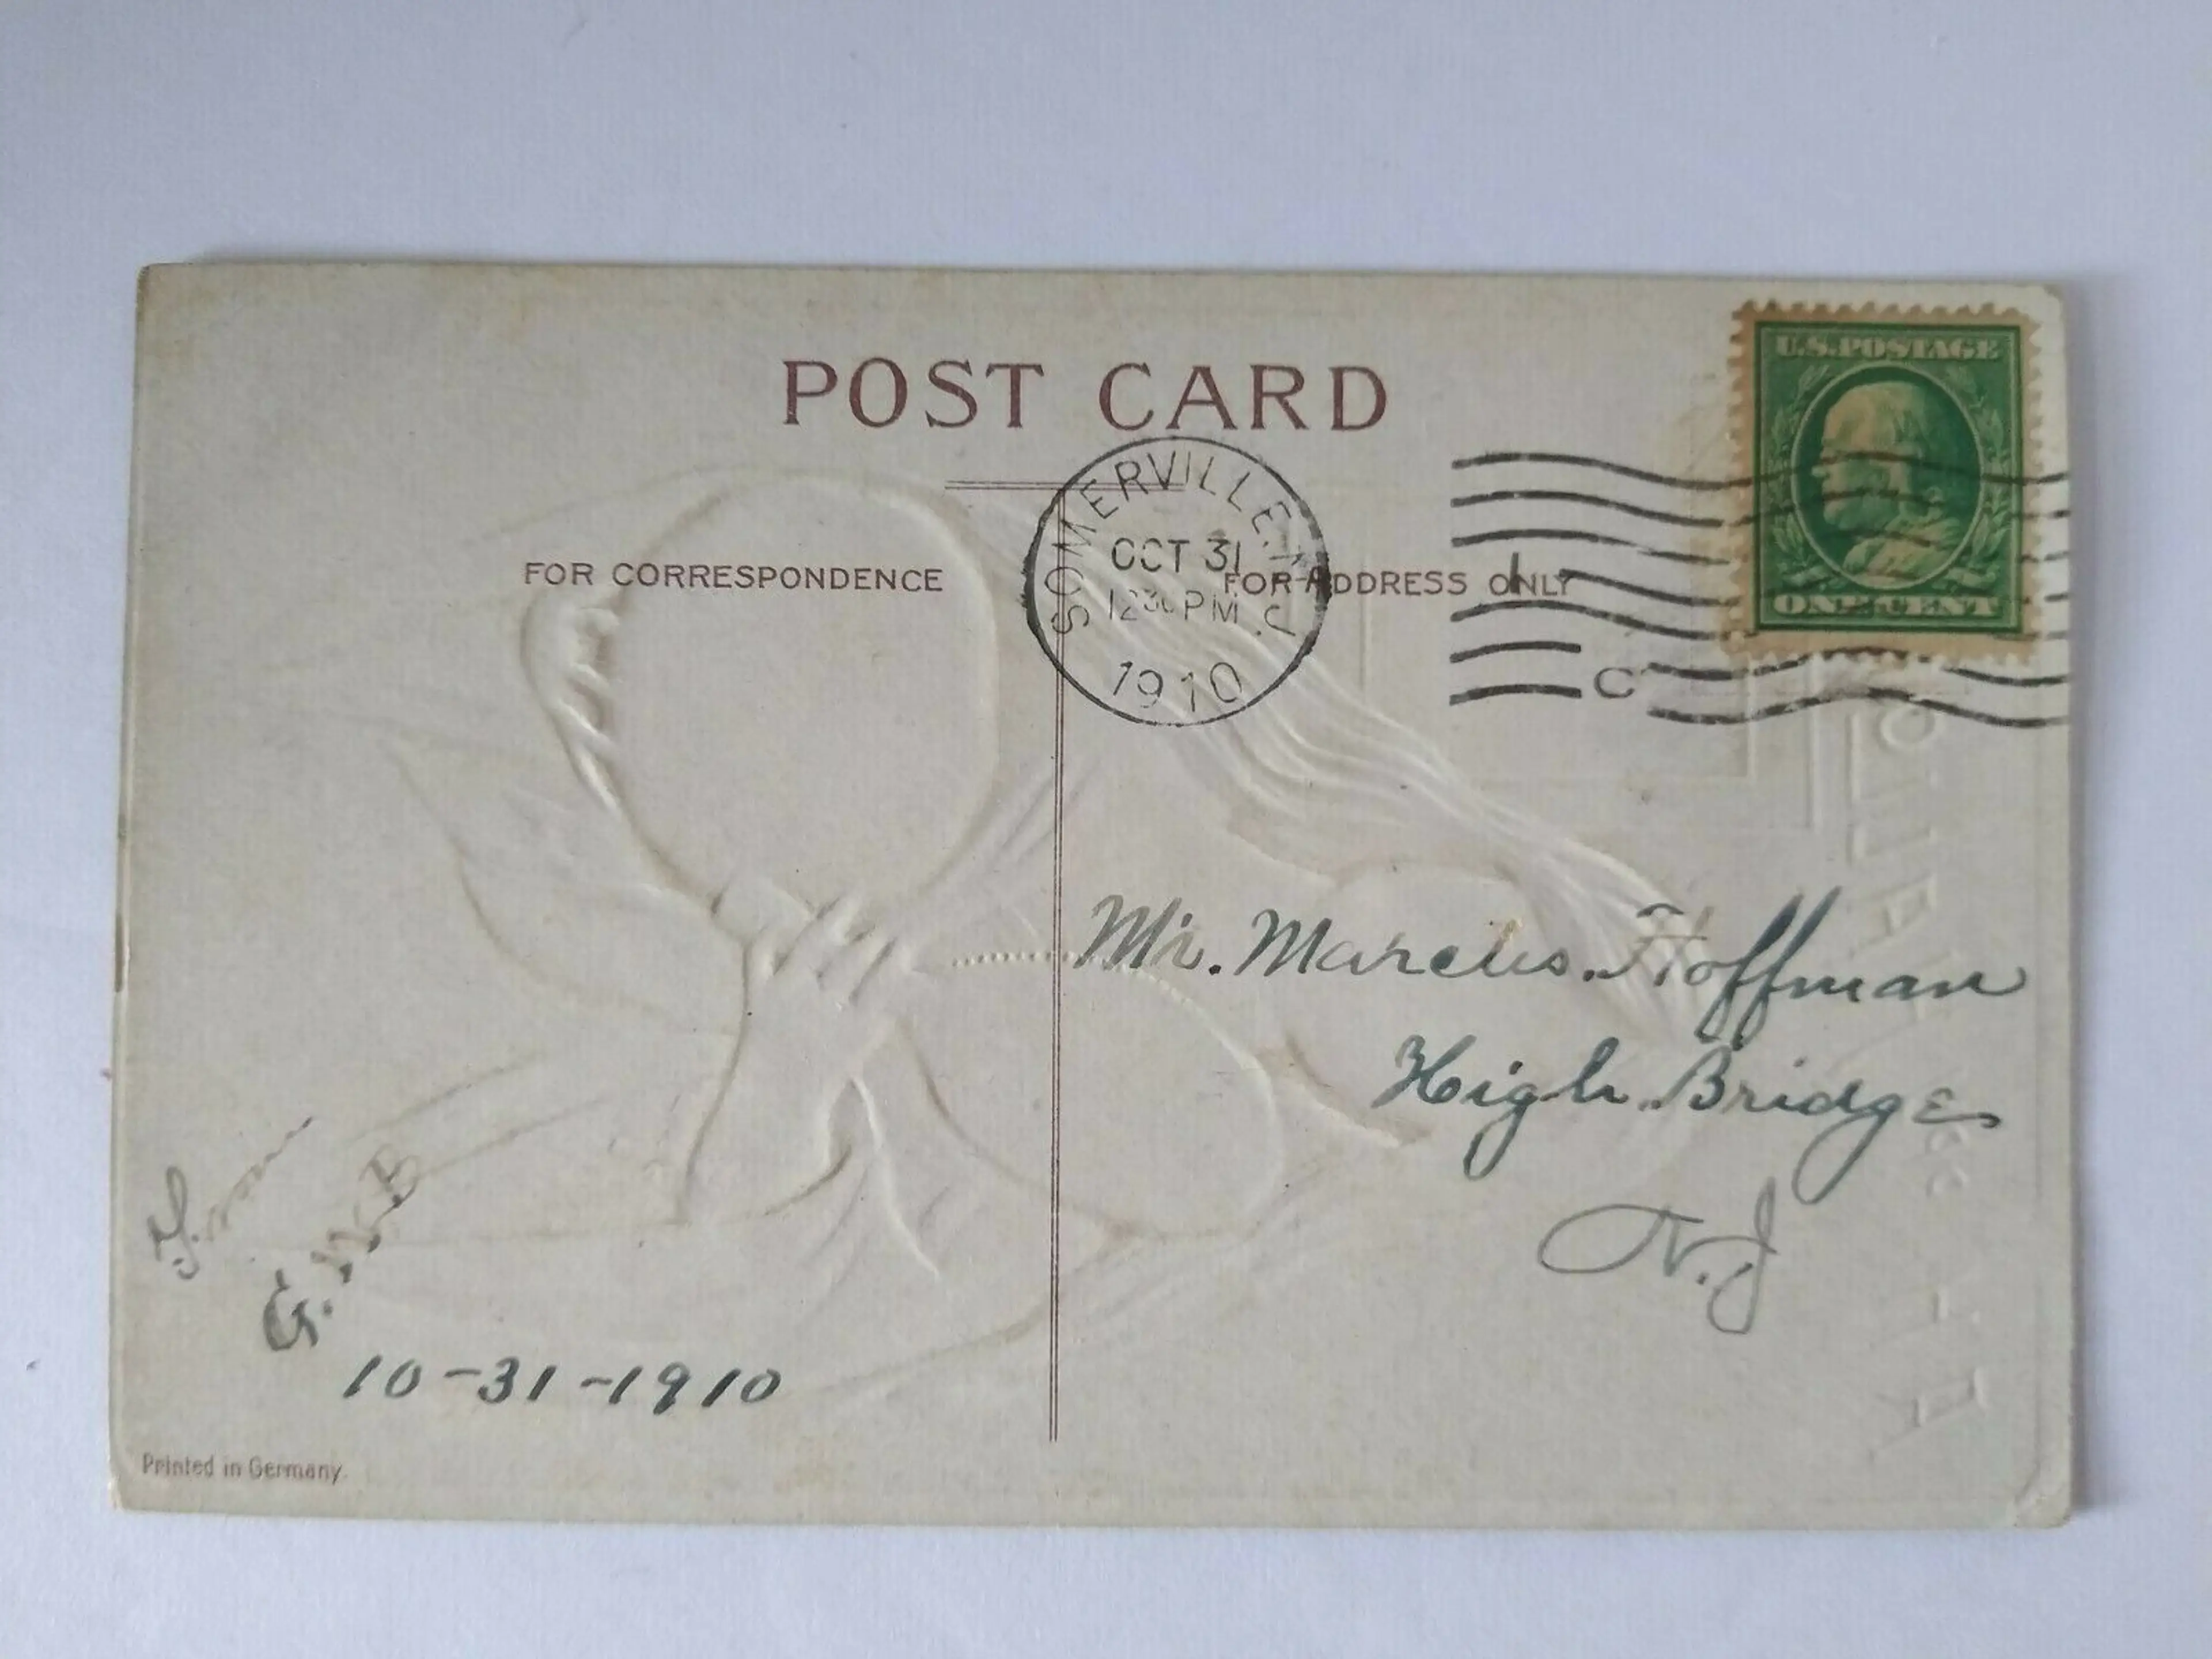 POST CARD
U.S.POSTAGE
ONE CENT
SOMERVILLE. N.J.
OCT 31
12 30 PM
1910
1
C
FOR CORRESPONDENCE
FOR ADDRESS ONLY
Mr. Marcus. Hoffman
High Bridge
N.J
From
G. W. B
10-31-1910
Printed in Germany.